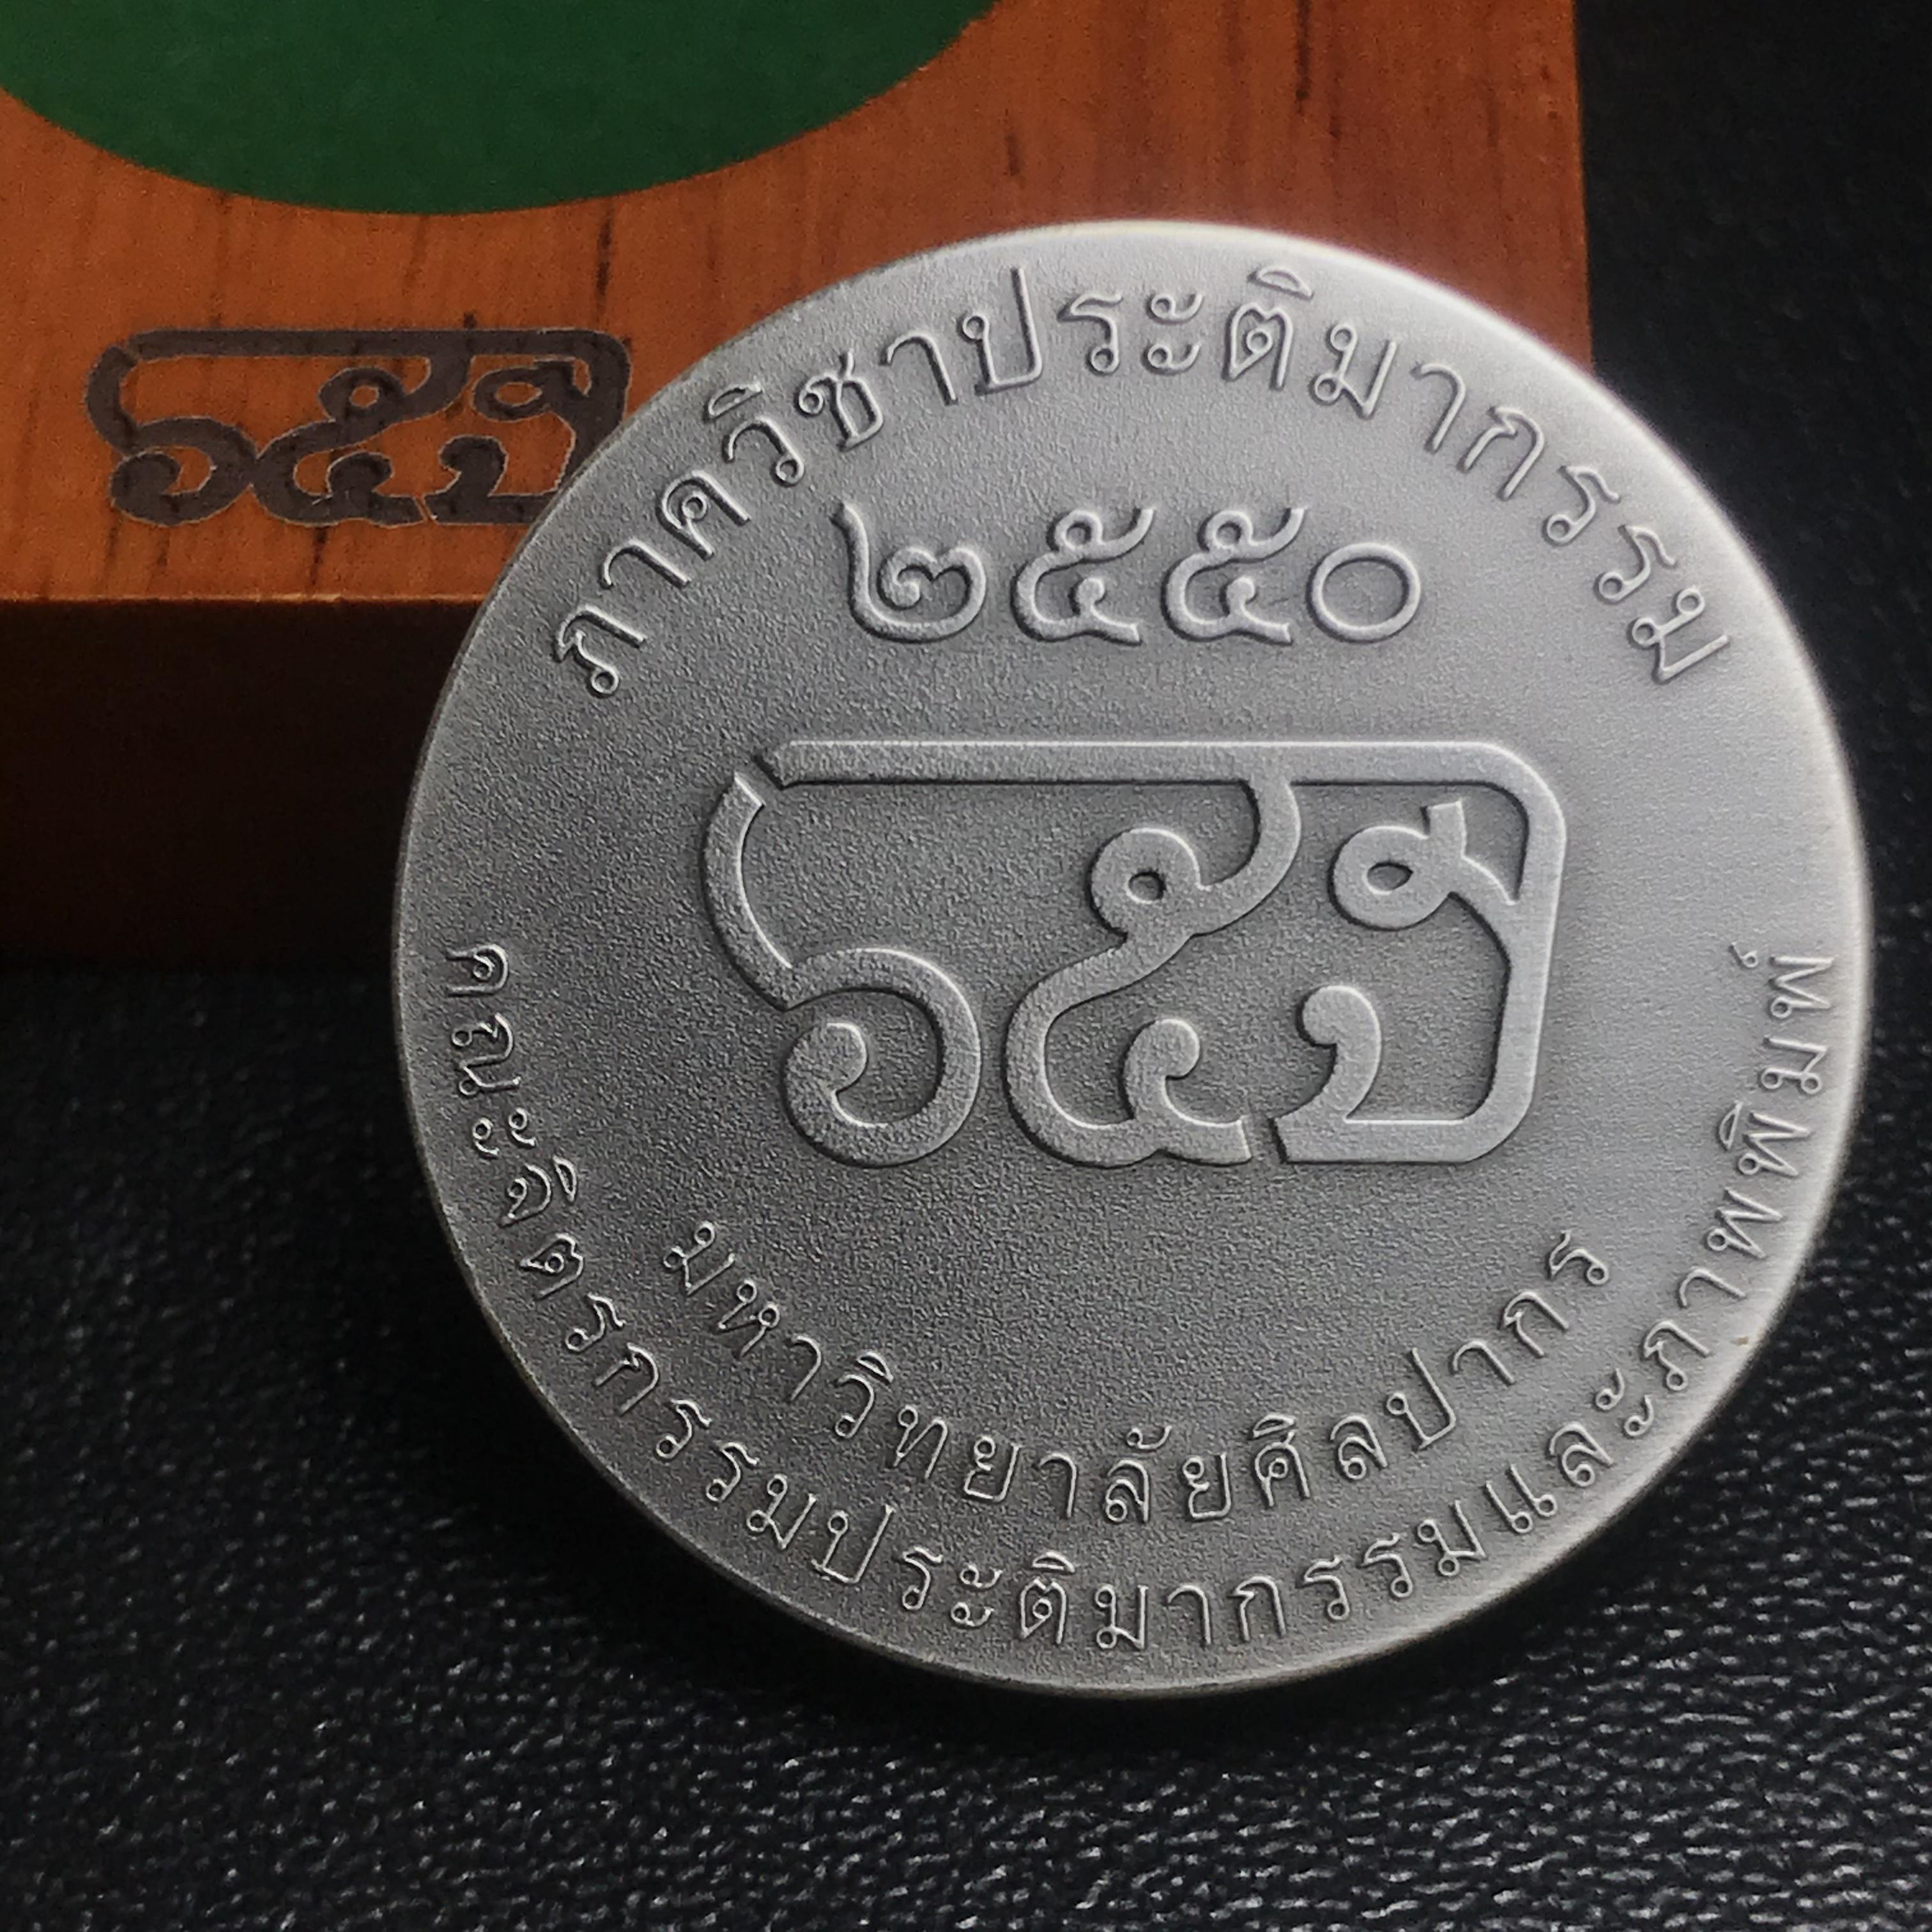 ๖๕ปี
ภาควิชาประติมากรรม
๒๕๕๐
๖๕ปี
มหาวิทยาลัยศิลปากร
คณะจิตรกรรมประติมากรรมและภาพพิมพ์